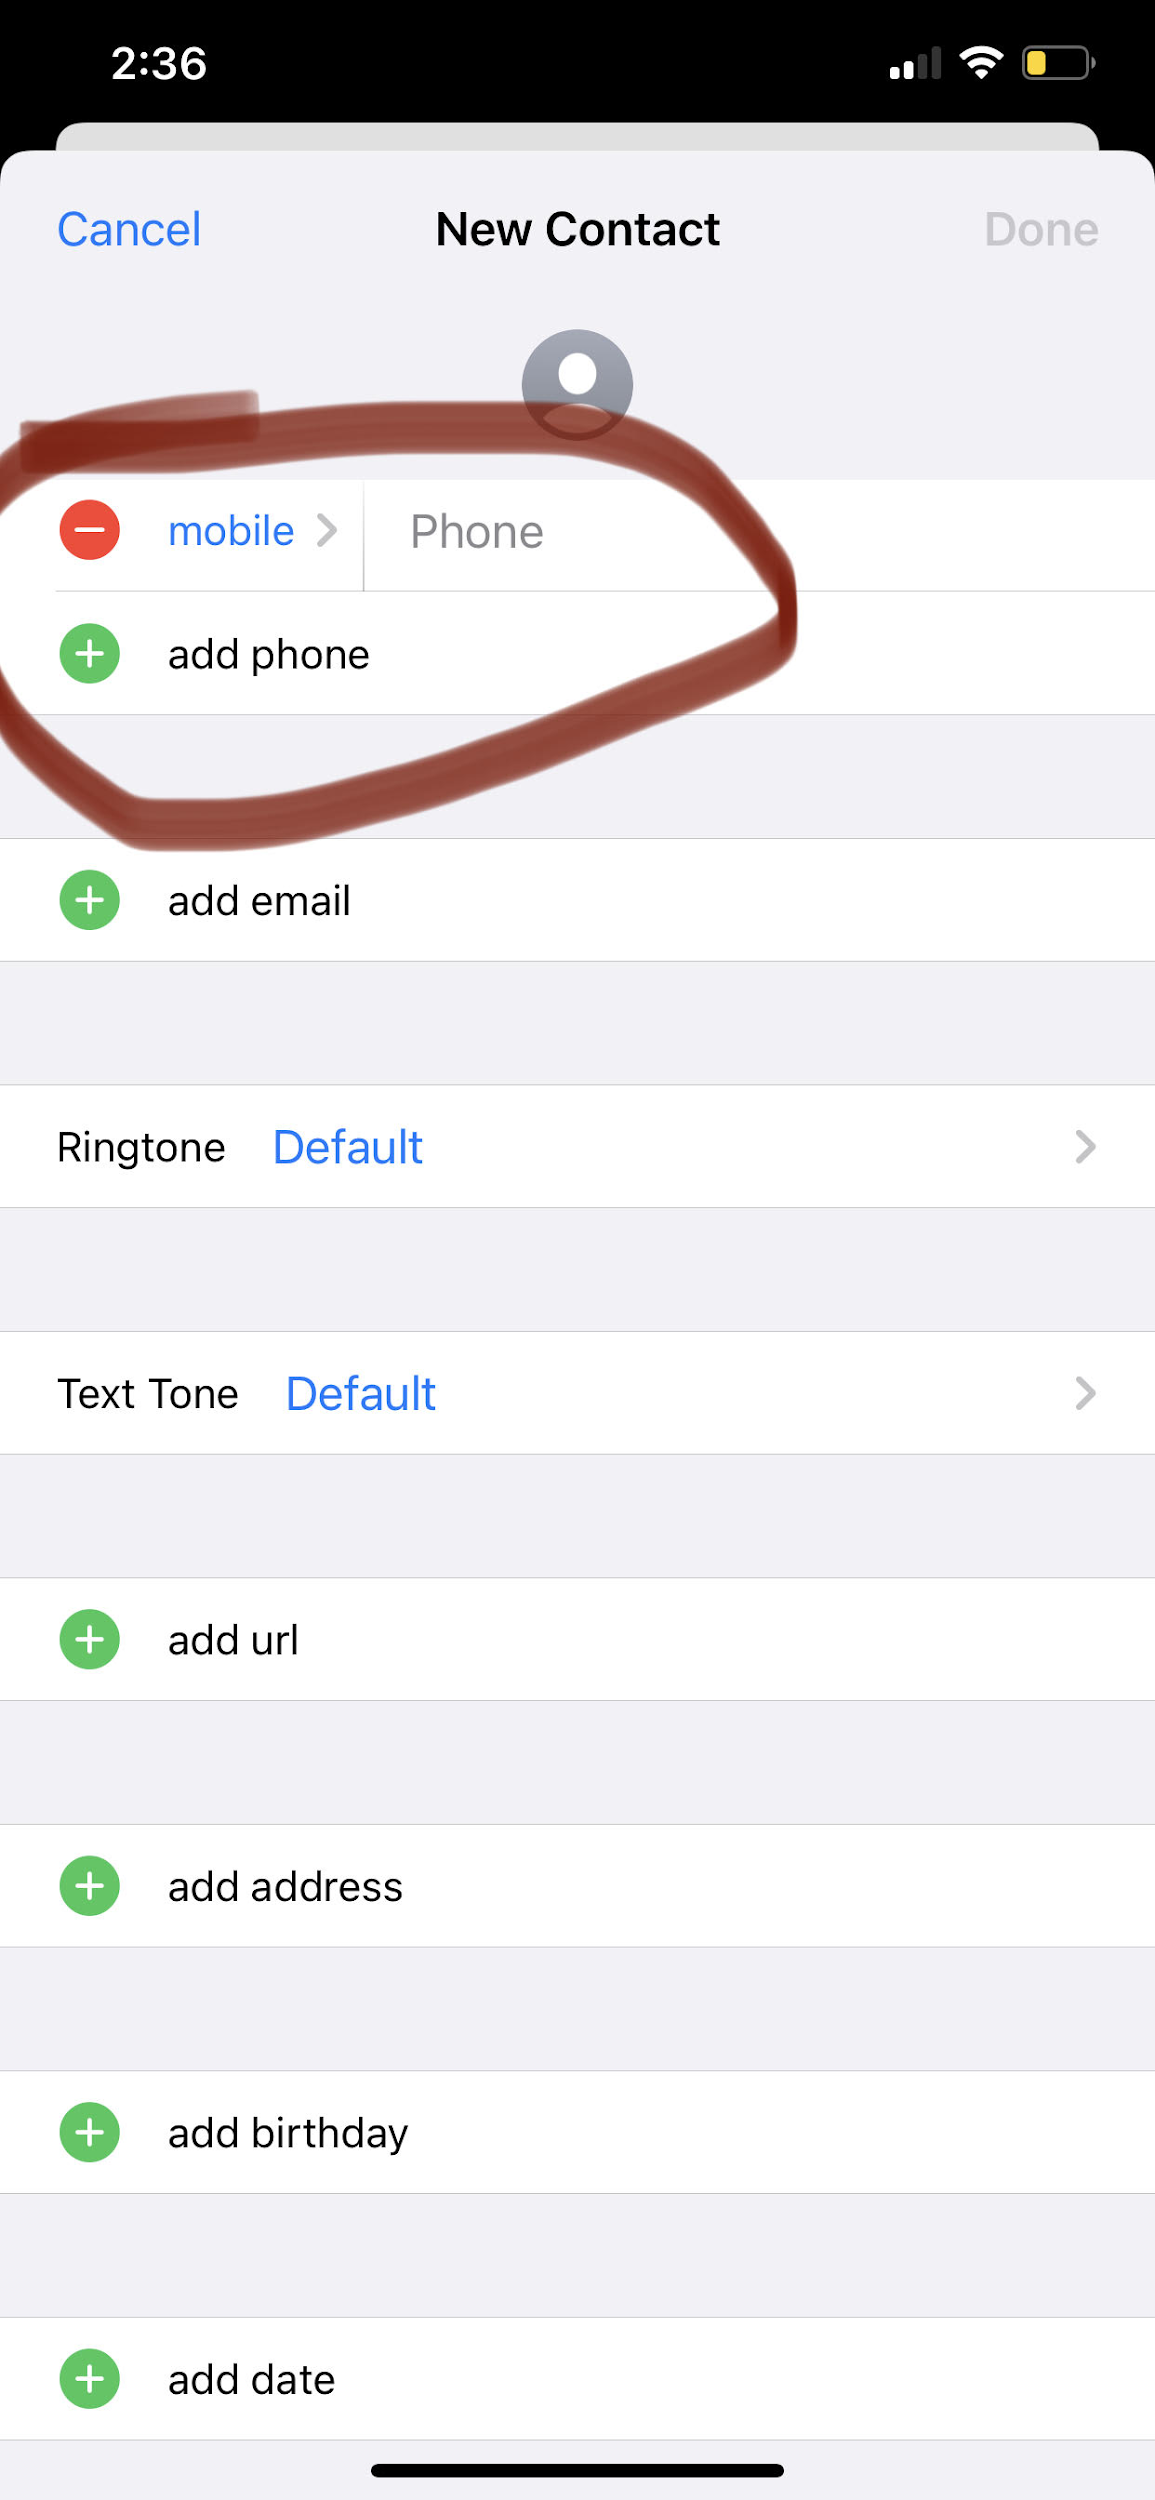 2:36
Cancel New Contact Done
mobile Phone
add phone
add email
Ringtone Default
Text Tone Default
add url
add address
add birthday
add date